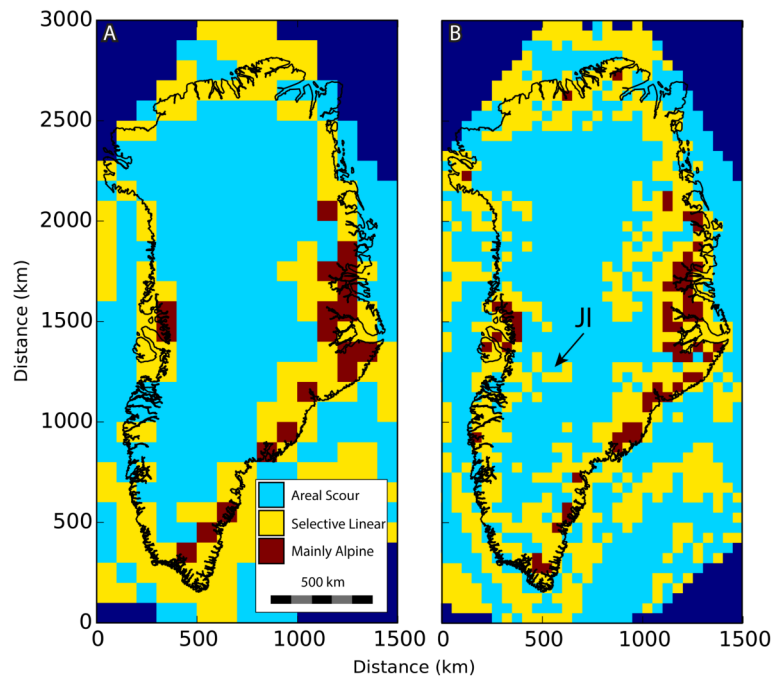 A
B
3000
2500
2000
1500
1000
500
0
Distance (km)
JI
Areal Scour
Selective Linear
Mainly Alpine
500 km
0 500 1000 1500
0 500 1000 1500
Distance (km)